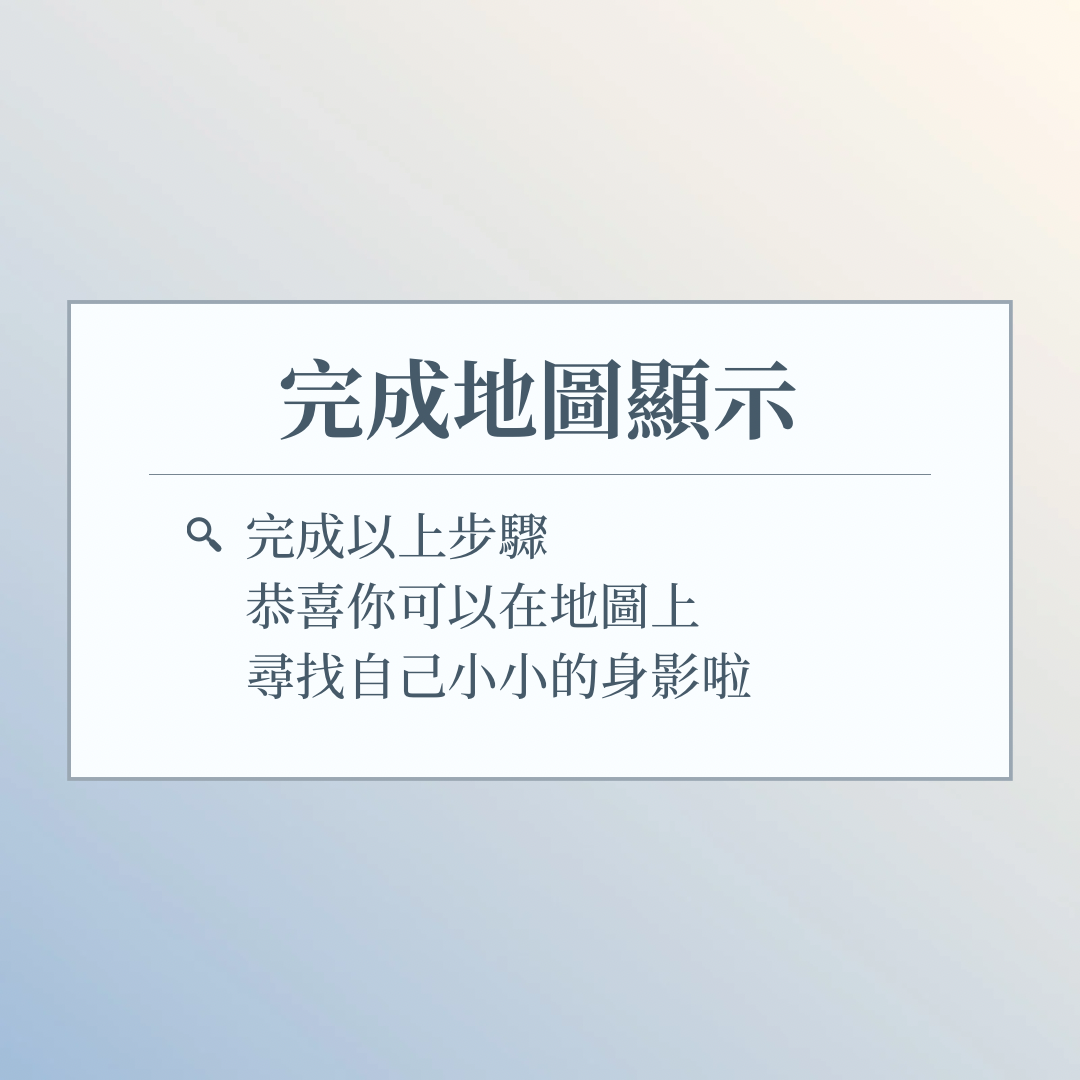 完成地圖顯示
完成以上步驟
恭喜你可以在地圖上
尋找自己小小的身影啦